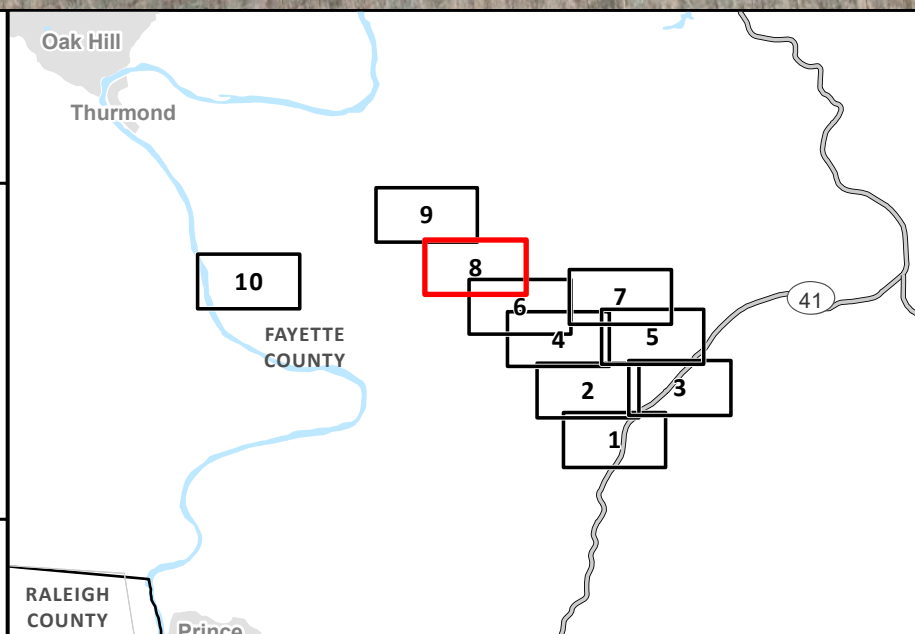 Oak Hill
Thurmond
9
8
10
7
6
41
FAYETTE
COUNTY
4
5
2
3
1
RALEIGH
COUNTY
Prince